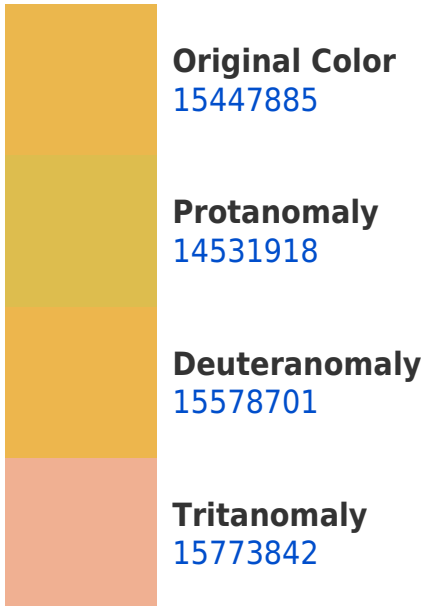 Original Color
15447885
Protanomaly
14531918
Deuteranomaly
15578701
Tritanomaly
15773842